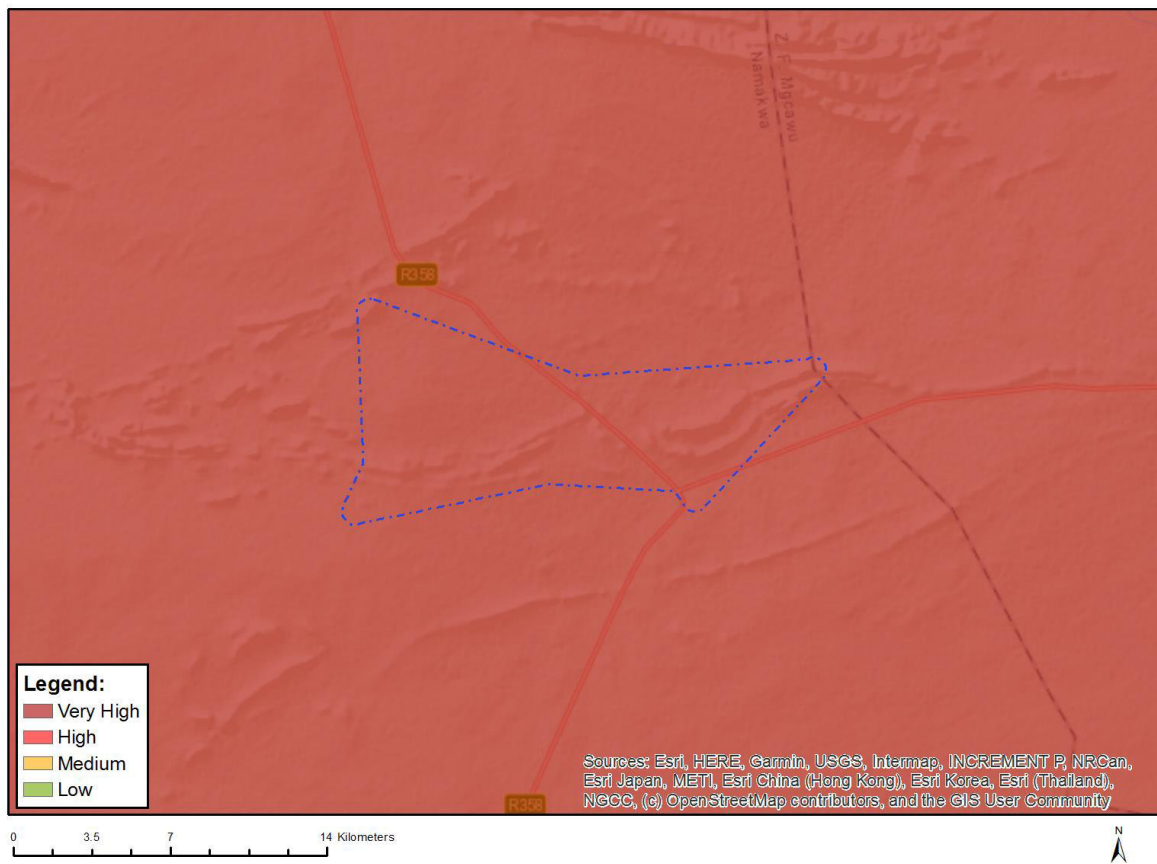 Z. F. Mgcawu
Namakwa
R358
Legend:
Very High
High
Medium
Low
Sources: Esri, HERE, Garmin, USGS, Intermap, INCREMENT P, NRCan,
Esri Japan, METI, Esri China (Hong Kong), Esri Korea, Esri (Thailand),
NGCC, (c) OpenStreetMap contributors, and the GIS User Community
R358
0 3.5 7 14 Kilometers
N